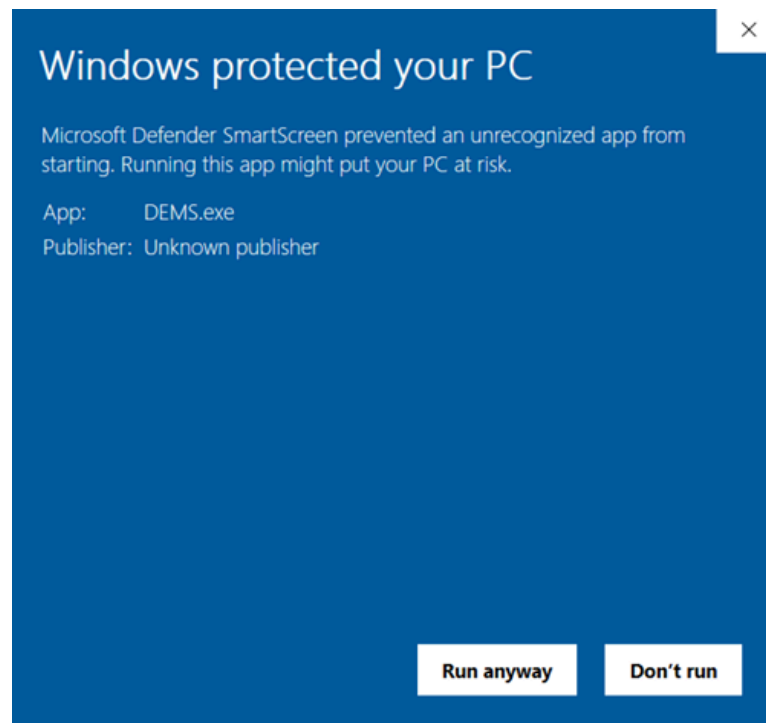 Windows protected your PC
Microsoft Defender SmartScreen prevented an unrecognized app from
starting. Running this app might put your PC at risk.
App: DEMS.exe
Publisher: Unknown publisher
Run anyway Don't run